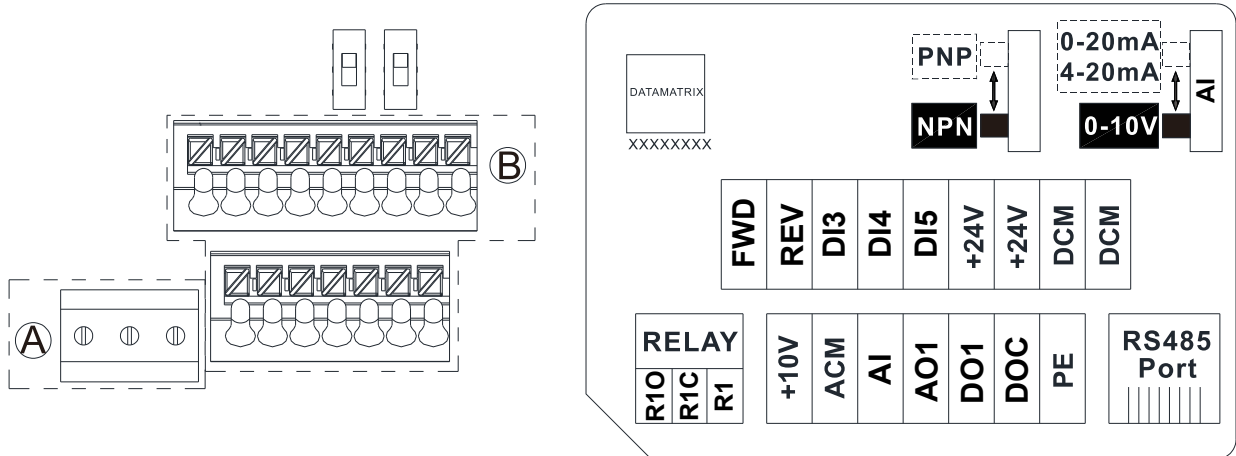 B
A
DATAMATRIX
XXXXXXXX
PNP
NPN
0-20mA
4-20mA
0-10V
AI
FWD
REV
DI3
DI4
DI5
+24V
+24V
DCM
DCM
RELAY
R1O
R1C
R1
+10V
ACM
AI
AO1
DO1
DOC
PE
RS485
Port